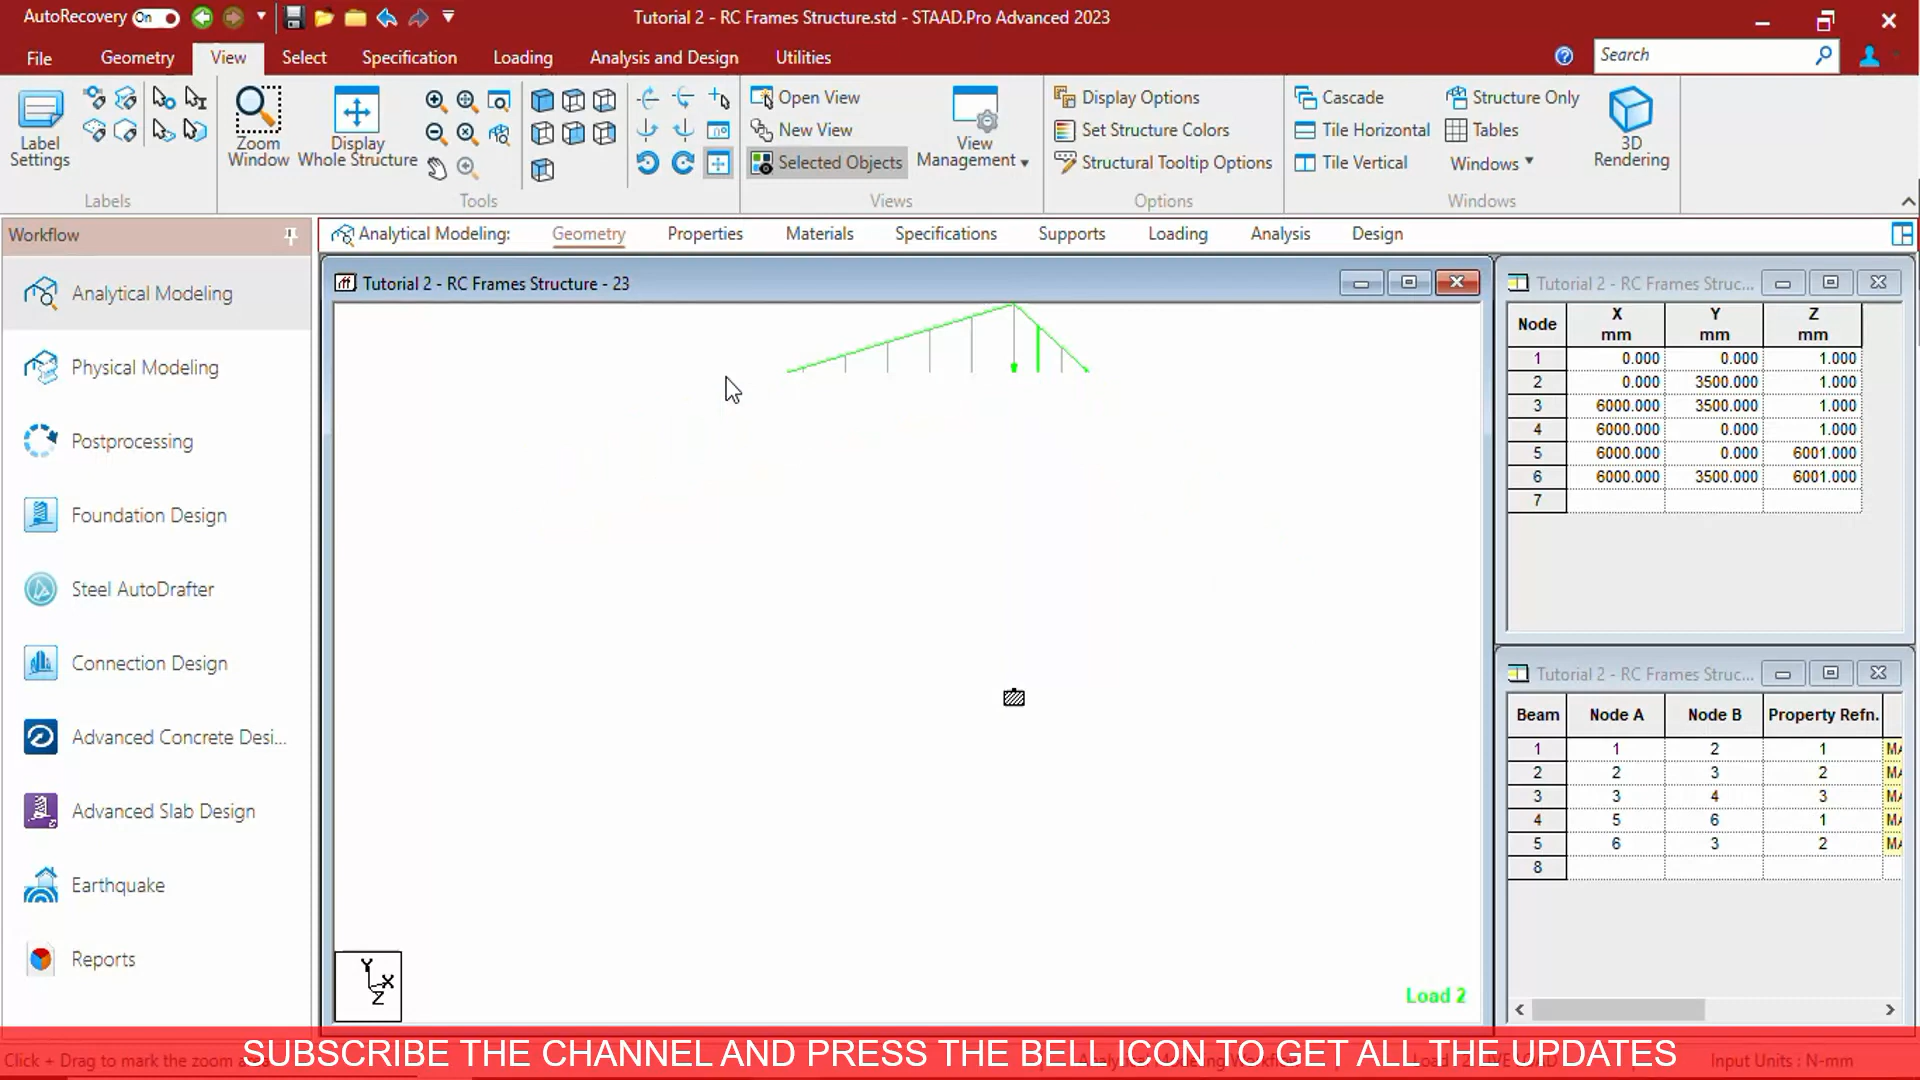 AutoRecovery On
Tutorial 2 - RC Frames Structure.std - STAAD.Pro Advanced 2023
File Geometry View Select Specification Loading Analysis and Design Utilities
Search
Label Settings
Zoom Window
Display Whole Structure
Open View
New View
Selected Objects
View Management
Display Options
Set Structure Colors
Structural Tooltip Options
Cascade
Tile Horizontal
Tile Vertical
Structure Only
Tables
Windows
3D Rendering
Labels Tools Views Options Windows
Workflow
Analytical Modeling: Geometry Properties Materials Specifications Supports Loading Analysis Design
Analytical Modeling
Physical Modeling
Postprocessing
Foundation Design
Steel AutoDrafter
Connection Design
Advanced Concrete Desi...
Advanced Slab Design
Earthquake
Reports
Tutorial 2 - RC Frames Structure - 23
Y
X
Z
Load 2
Tutorial 2 - RC Frames Struc...
Node X mm Y mm Z mm
1 0.000 0.000 1.000
2 0.000 3500.000 1.000
3 6000.000 3500.000 1.000
4 6000.000 0.000 1.000
5 6000.000 0.000 6001.000
6 6000.000 3500.000 6001.000
7
Tutorial 2 - RC Frames Struc...
Beam Node A Node B Property Refn.
1 1 2 1
2 2 3 2
3 3 4 3
4 5 6 1
5 6 3 2
8
SUBSCRIBE THE CHANNEL AND PRESS THE BELL ICON TO GET ALL THE UPDATES
Click + Drag to mark the zoom
Input Units : N-mm